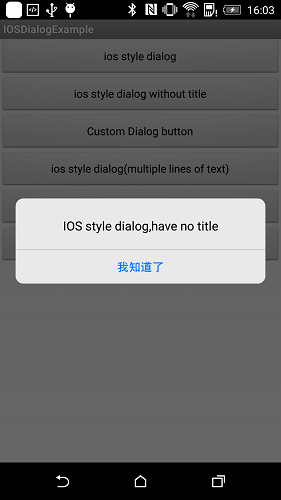 16:03
IOSDialogExample
ios style dialog
ios style dialog without title
Custom Dialog button
ios style dialog(multiple lines of text)
IOS style dialog,have no title
我知道了